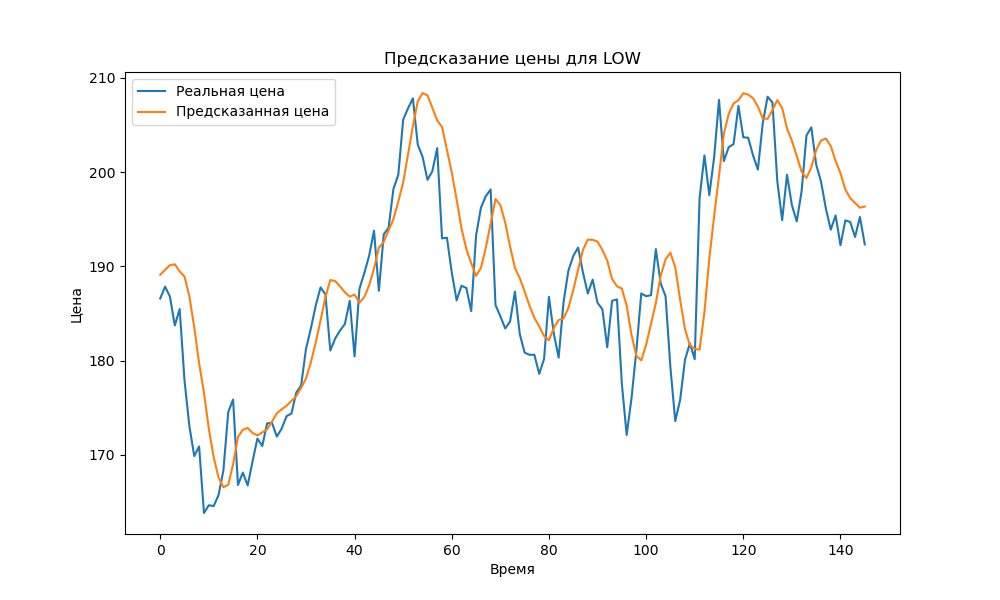 Предсказание цены для LOW
Реальная цена
Предсказанная цена
Цена
210
200
190
180
170
0 20 40 60 80 100 120 140
Время